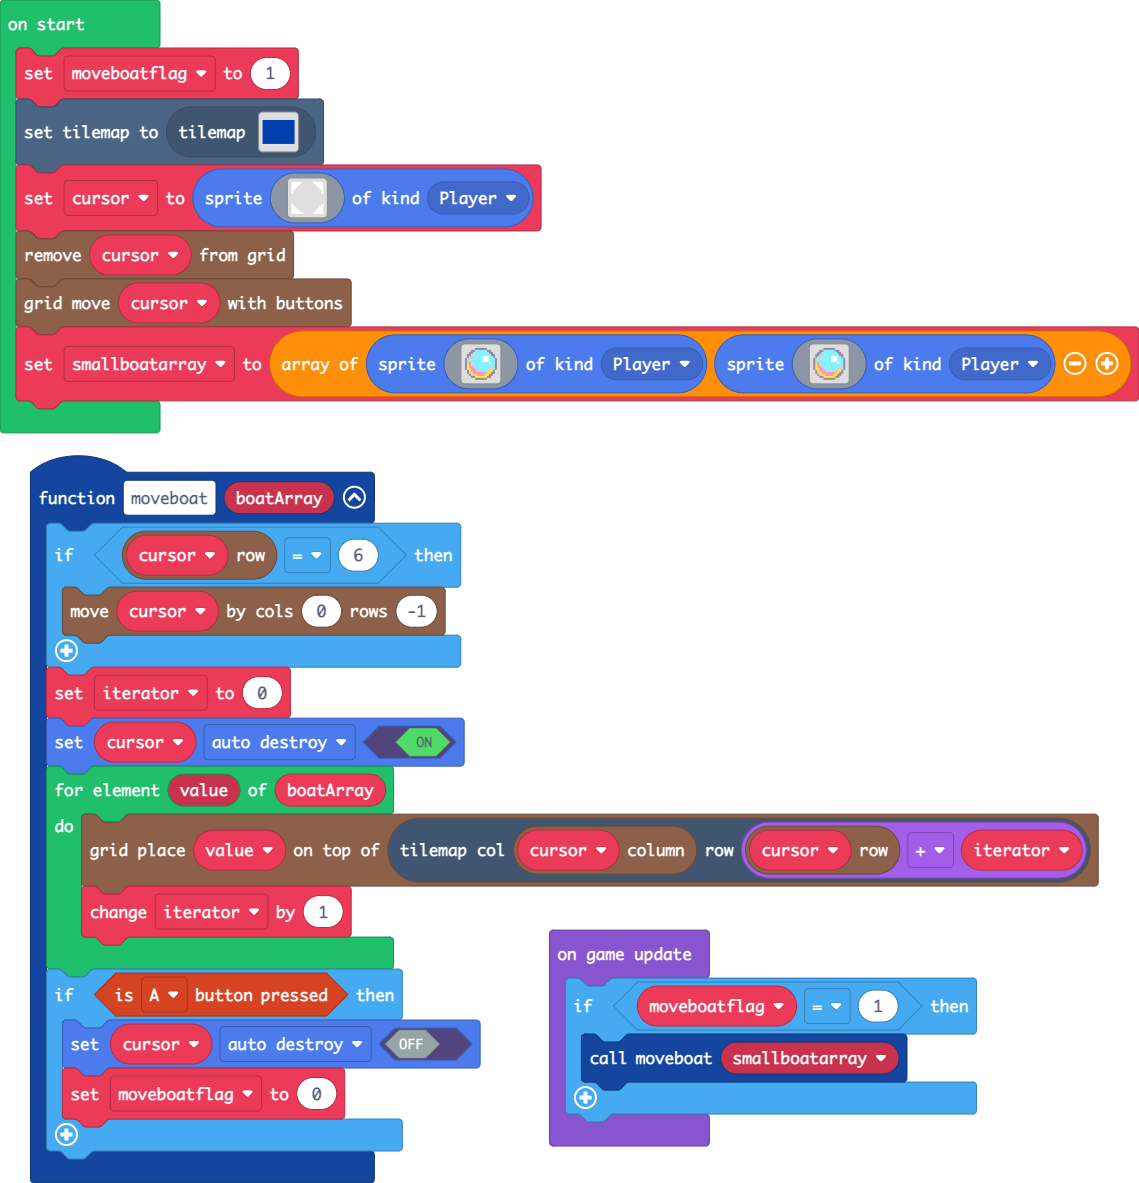 on start
set moveboatflag to 1
set tilemap to tilemap
set cursor to sprite of kind Player
remove cursor from grid
grid move cursor with buttons
set smallboatarray to array of sprite of kind Player sprite of kind Player
function moveboat boatArray
if cursor row = 6 then
move cursor by cols 0 rows -1
set iterator to 0
set cursor auto destroy ON
for element value of boatArray
do
grid place value on top of tilemap col cursor column row cursor row + iterator
change iterator by 1
if is A button pressed then
set cursor auto destroy OFF
set moveboatflag to 0
on game update
if moveboatflag = 1 then
call moveboat smallboatarray